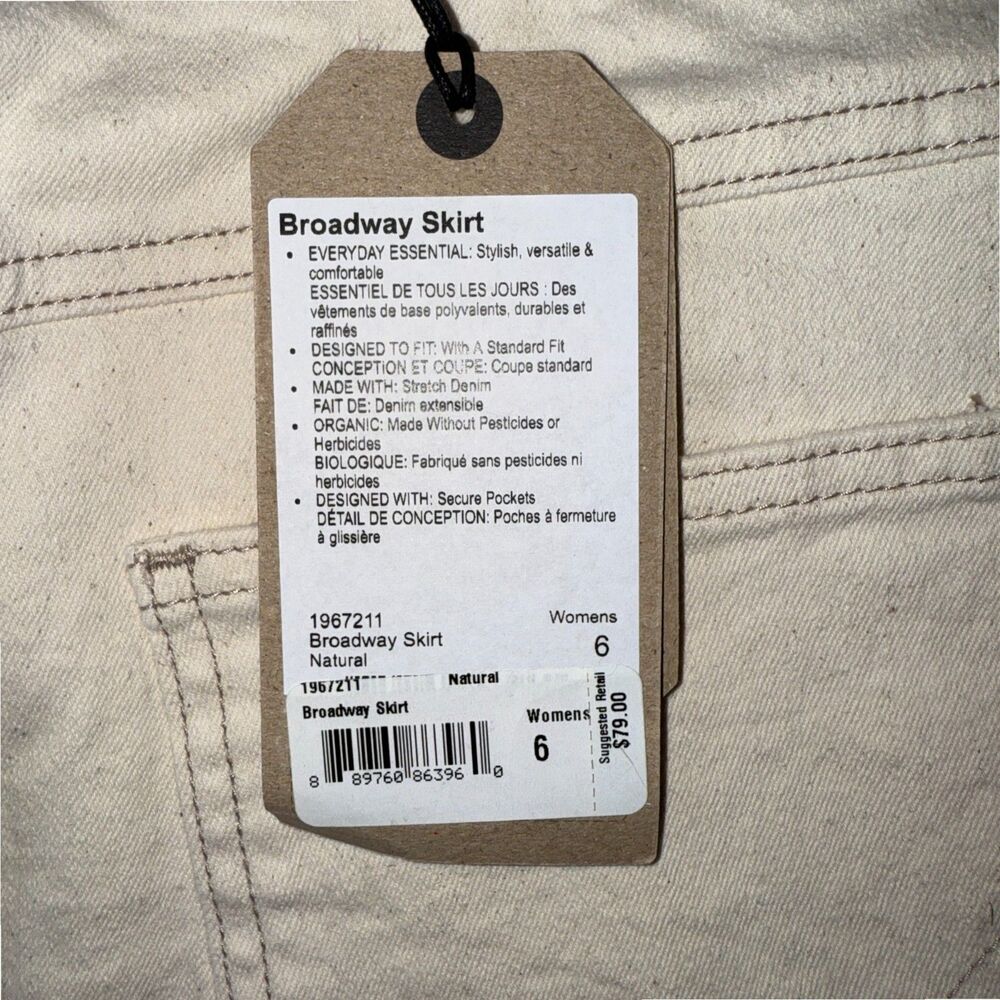 Broadway Skirt
• EVERYDAY ESSENTIAL: Stylish, versatile &
comfortable
ESSENTIEL DE TOUS LES JOURS : Des
vêtements de base polyvalents, durables et
raffinés
• DESIGNED TO FIT: With A Standard Fit
CONCEPTION ET COUPE: Coupe standard
• MADE WITH: Stretch Denim
FAIT DE: Denim extensible
• ORGANIC: Made Without Pesticides or
Herbicides
BIOLOGIQUE: Fabriqué sans pesticides ni
herbicides
• DESIGNED WITH: Secure Pockets
DÉTAIL DE CONCEPTION: Poches à fermeture
à glissière
1967211 Womens
Broadway Skirt 6
Natural
1967211 Natural
Broadway Skirt Womens
6
8 89760 86396 0
Suggested Retail
$79.00